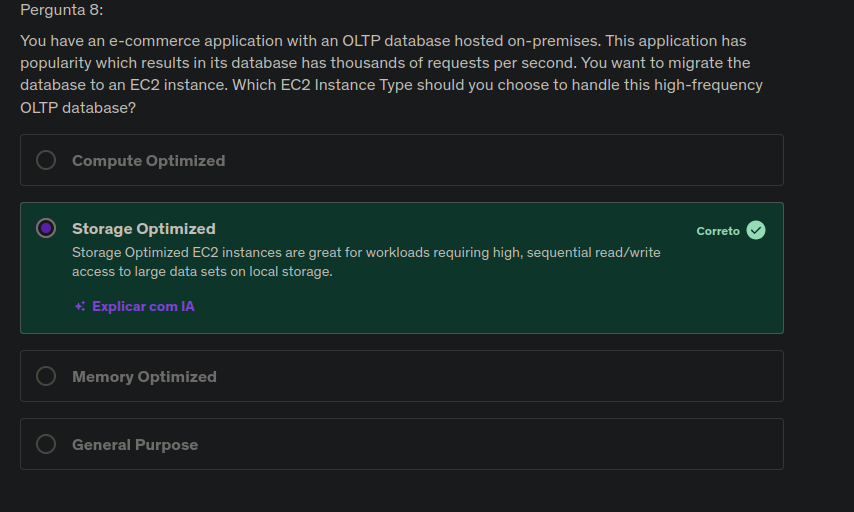 Pergunta 8:
You have an e-commerce application with an OLTP database hosted on-premises. This application has
popularity which results in its database has thousands of requests per second. You want to migrate the
database to an EC2 instance. Which EC2 Instance Type should you choose to handle this high-frequency
OLTP database?
Compute Optimized
Storage Optimized
Correto
Storage Optimized EC2 instances are great for workloads requiring high, sequential read/write
access to large data sets on local storage.
Explicar com IA
Memory Optimized
General Purpose